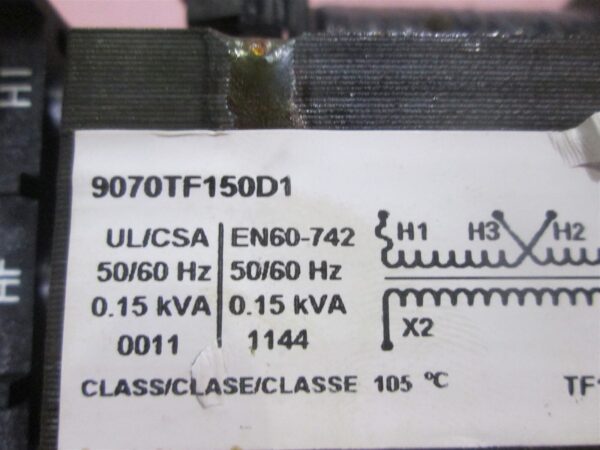 9070TF150D1
UL/CSA EN60-742
50/60 Hz 50/60 Hz
0.15 kVA 0.15 kVA
0011 1144
CLASS/CLASE/CLASSE 105 ºC
H1 H3 H2
X2
HI